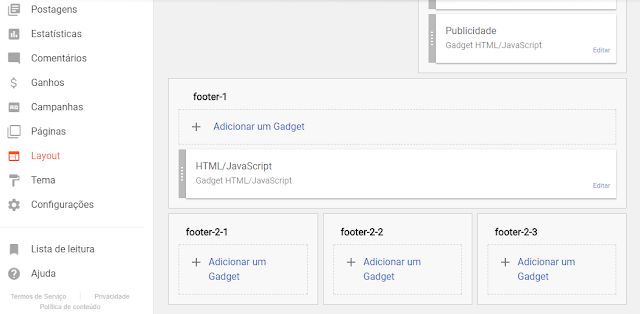 Postagens
Estatísticas
Comentários
Ganhos
Campanhas
Páginas
Layout
Tema
Configurações
Lista de leitura
Ajuda
Termos de Serviço | Privacidade
Política de conteúdo
Publicidade
Gadget HTML/JavaScript
Editar
footer-1
Adicionar um Gadget
HTML/JavaScript
Gadget HTML/JavaScript
Editar
footer-2-1
Adicionar um
Gadget
footer-2-2
Adicionar um
Gadget
footer-2-3
Adicionar um
Gadget